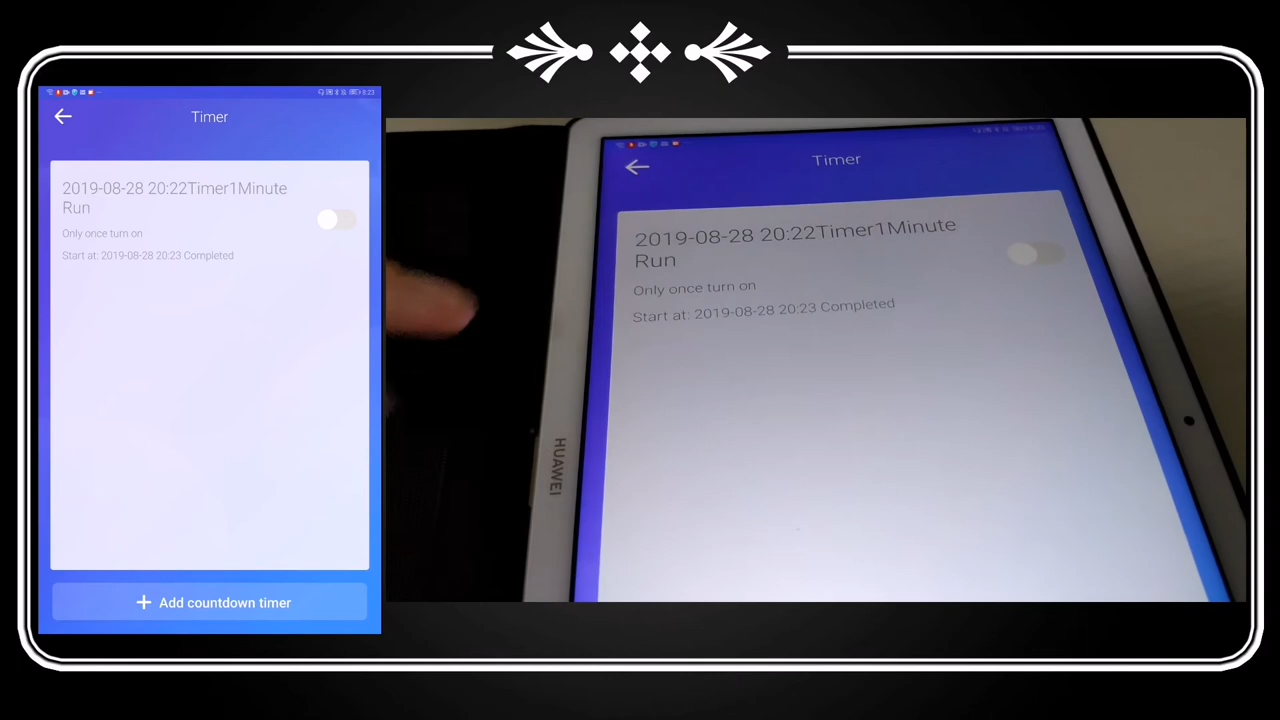 8:23
Timer
2019-08-28 20:22Timer1Minute
Run
Only once turn on
Start at: 2019-08-28 20:23 Completed
Add countdown timer
Timer
2019-08-28 20:22Timer1Minute
Run
Only once turn on
Start at: 2019-08-28 20:23 Completed
HUAWEI